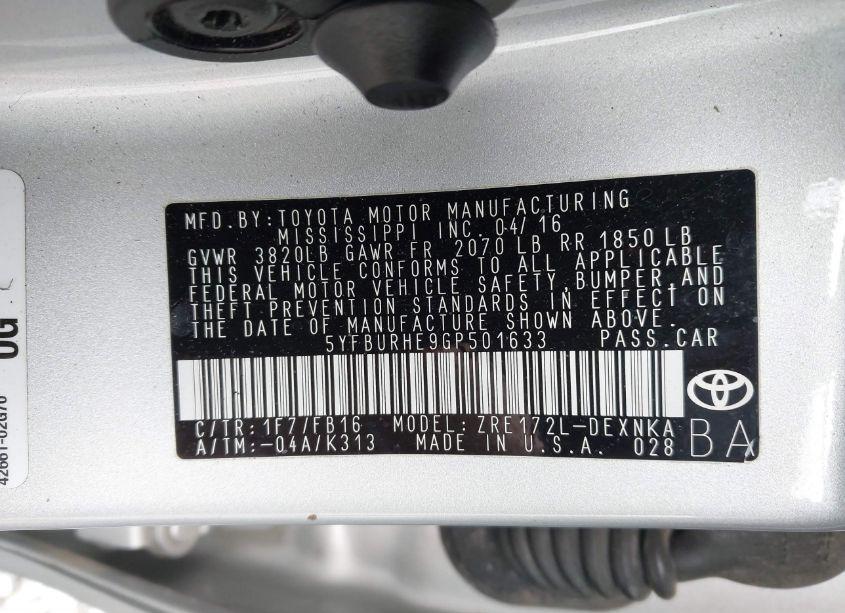 MFD. BY: TOYOTA MOTOR MANUFACTURING
MISSISSIPPI INC. 04/16
GVWR 3820LB GAWR FR 2070 LB RR 1850 LB
THIS VEHICLE CONFORMS TO ALL APPLICABLE
FEDERAL MOTOR VEHICLE SAFETY, BUMPER, AND
THEFT PREVENTION STANDARDS IN EFFECT ON
THE DATE OF MANUFACTURE SHOWN ABOVE.
5YFBURHE9GP501633 PASS. CAR
C/TR: 1F7/FB16 MODEL: ZRE172L-DEXNKA
A/TM: -04A/K313 MADE IN U.S.A. 028
BA
42661-02G70